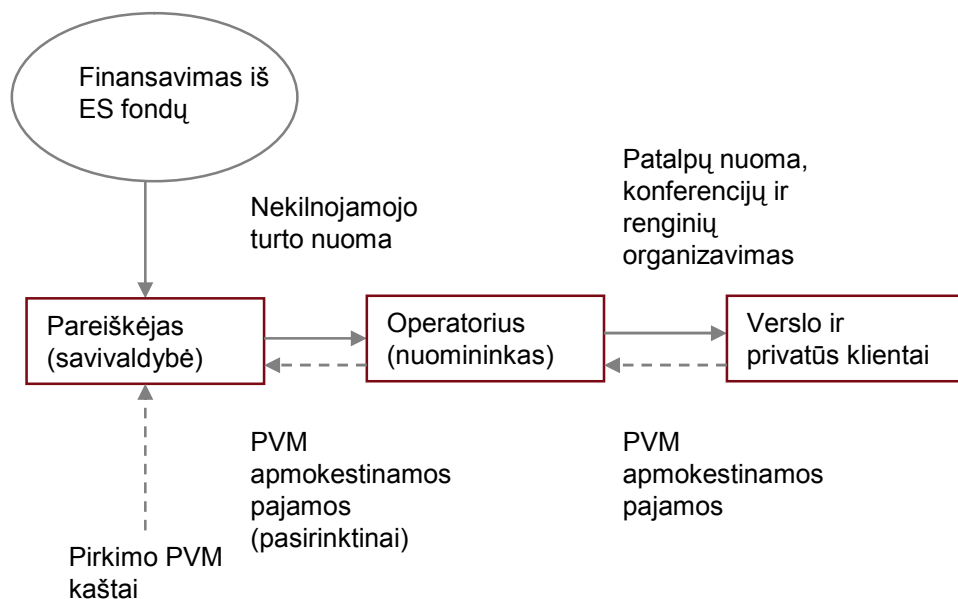 Finansavimas iš
ES fondų
Nekilnojamojo
turto nuoma
Patalpų nuoma,
konferencijų ir
renginių
organizavimas
Pareiškėjas
(savivaldybė)
Operatorius
(nuomininkas)
Verslo ir
privatūs klientai
PVM
apmokestinamos
pajamos
(pasirinktinai)
PVM
apmokestinamos
pajamos
Pirkimo PVM
kaštai